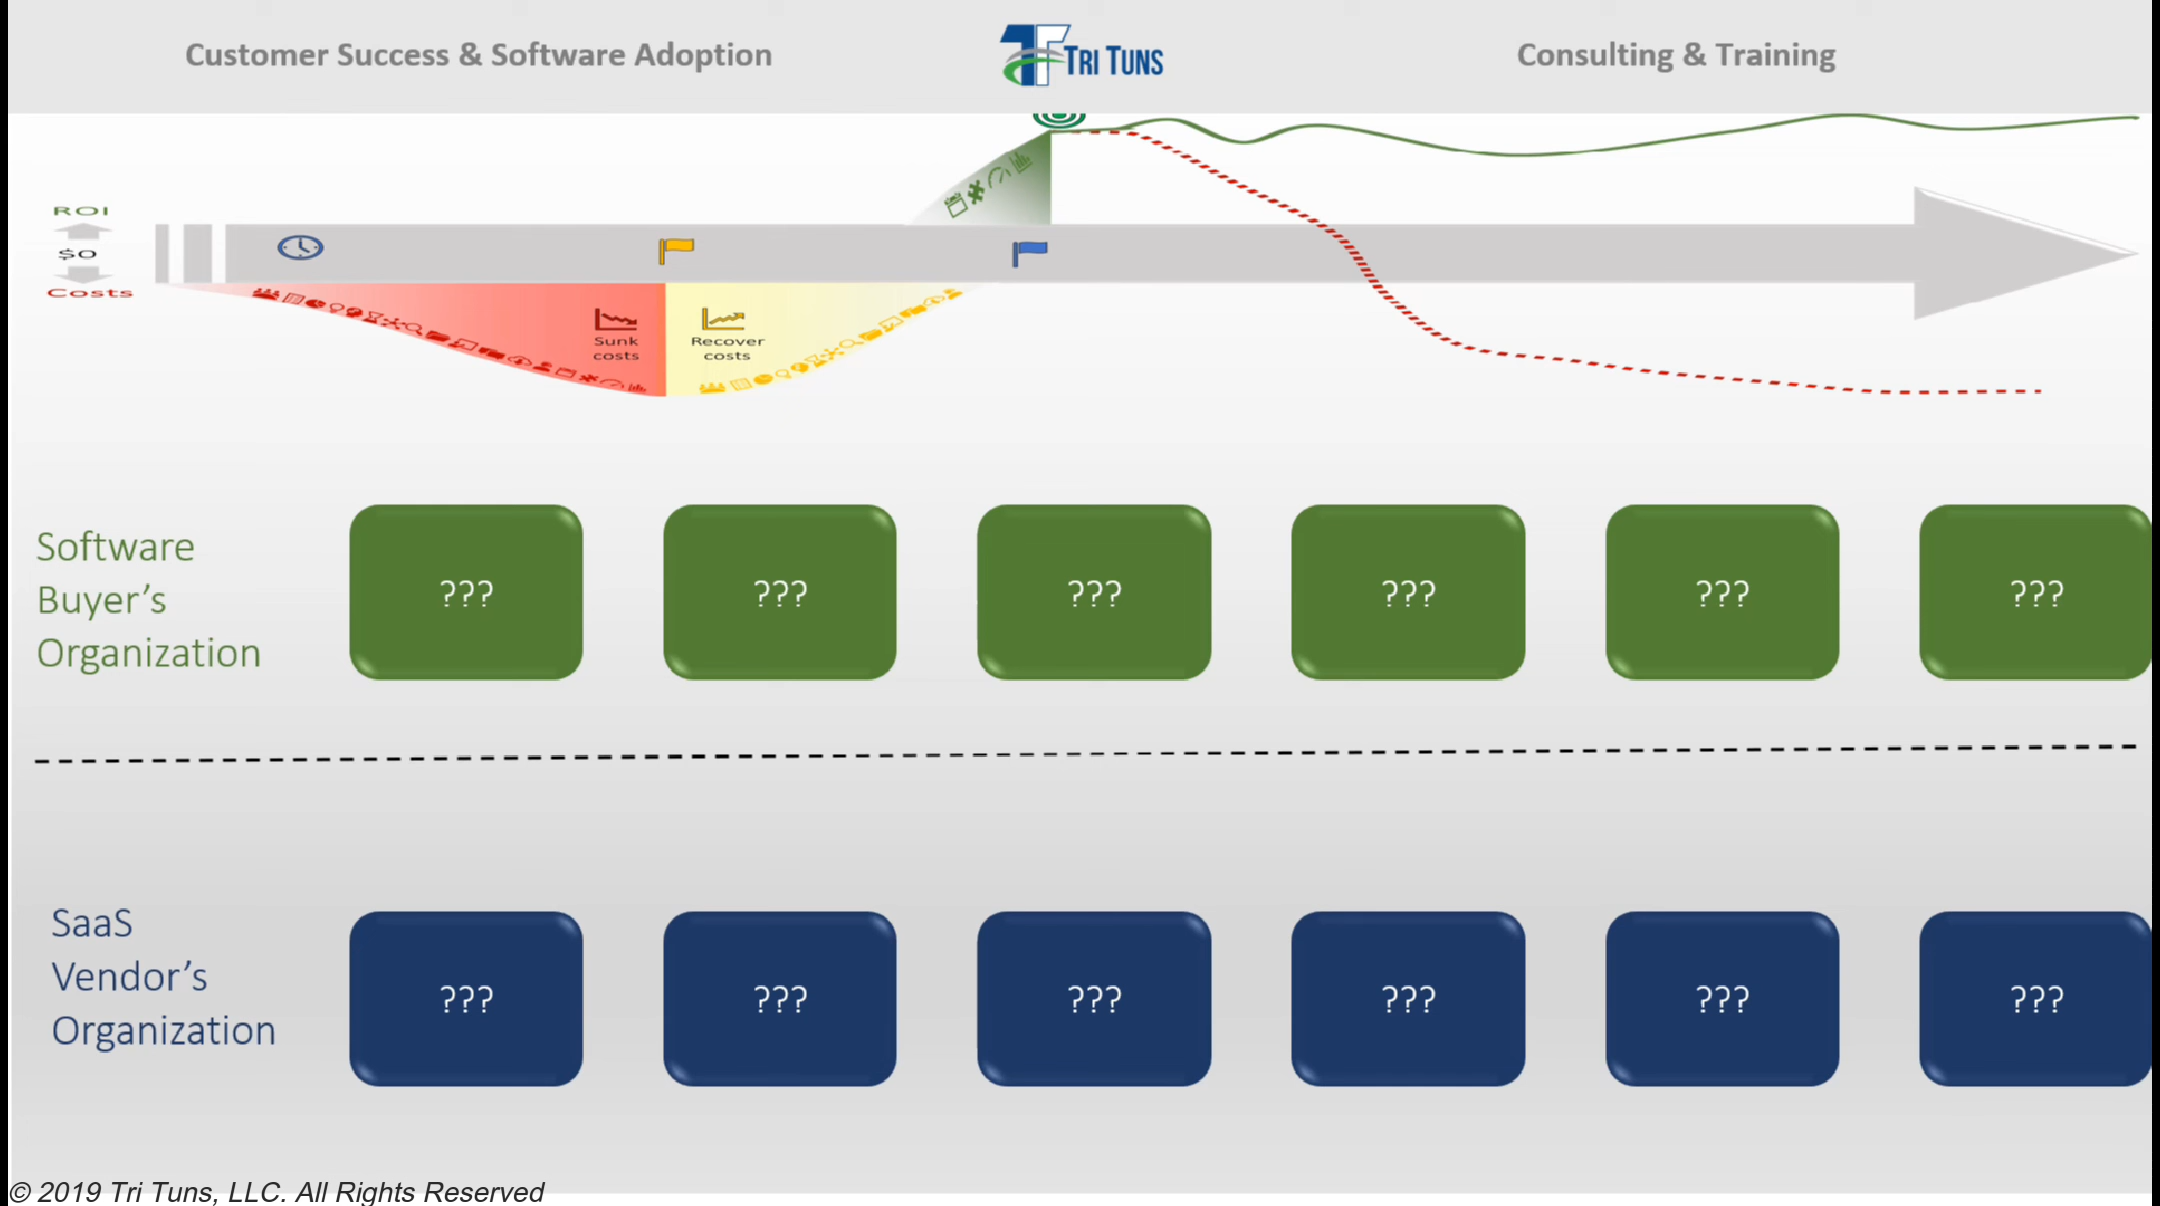 Customer Success & Software Adoption
TRI TUNS
Consulting & Training
ROI
$0
Costs
Sunk
costs
Recover
costs
Software
Buyer’s
Organization
???
???
???
???
???
???
SaaS
Vendor’s
Organization
???
???
???
???
???
???
© 2019 Tri Tuns, LLC. All Rights Reserved